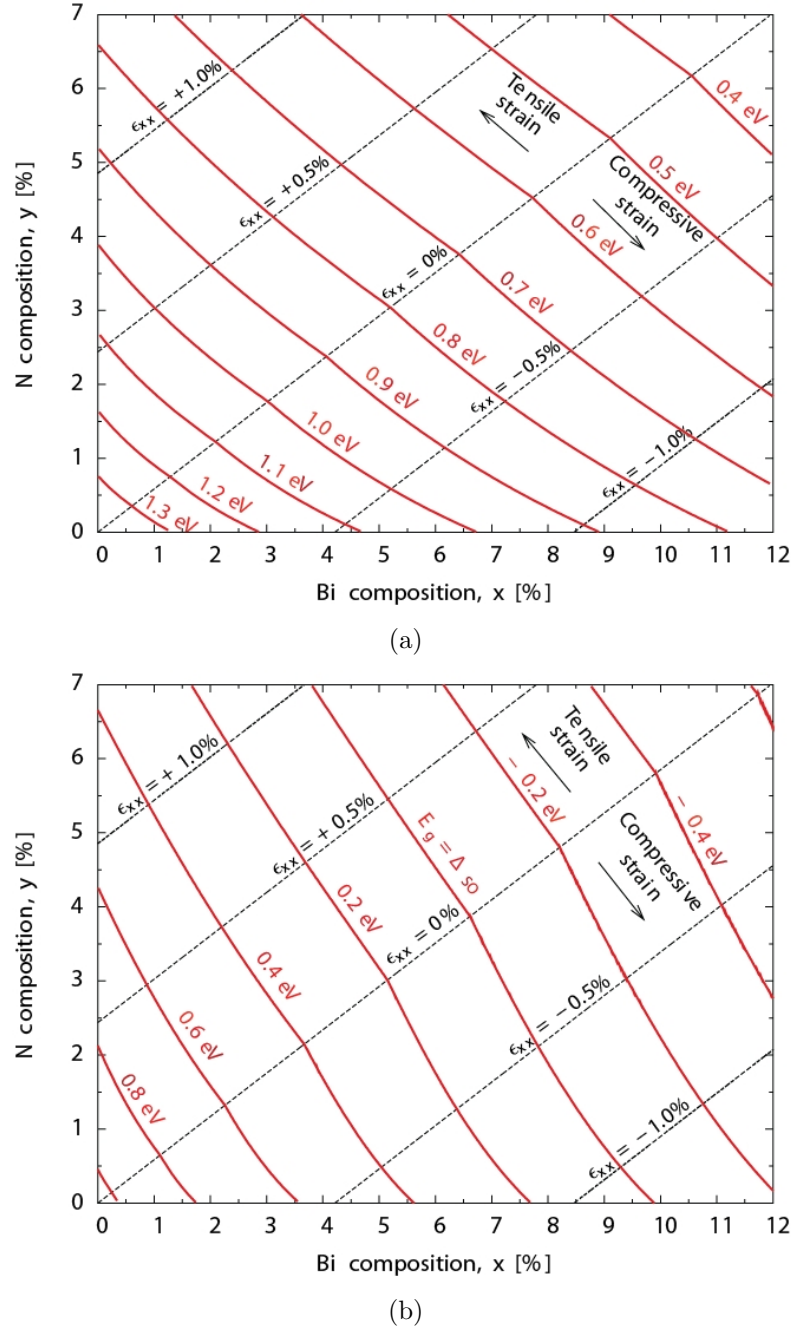 7
6
5
4
3
2
1
0
N composition, y [%]
ϵxx = +1.0%
ϵxx = +0.5%
ϵxx = 0%
ϵxx = −0.5%
ϵxx = −1.0%
Tensile strain
Compressive strain
0.4 eV
0.5 eV
0.6 eV
0.7 eV
0.8 eV
0.9 eV
1.0 eV
1.1 eV
1.2 eV
1.3 eV
0 1 2 3 4 5 6 7 8 9 10 11 12
Bi composition, x [%]
(a)
7
6
5
4
3
2
1
0
N composition, y [%]
ϵxx = + 1.0%
ϵxx = + 0.5%
ϵxx = 0%
ϵxx = −0.5%
ϵxx = −1.0%
Tensile strain
Compressive strain
− 0.2 eV
− 0.4 eV
Eg = Δso
0.2 eV
0.4 eV
0.6 eV
0.8 eV
0 1 2 3 4 5 6 7 8 9 10 11 12
Bi composition, x [%]
(b)